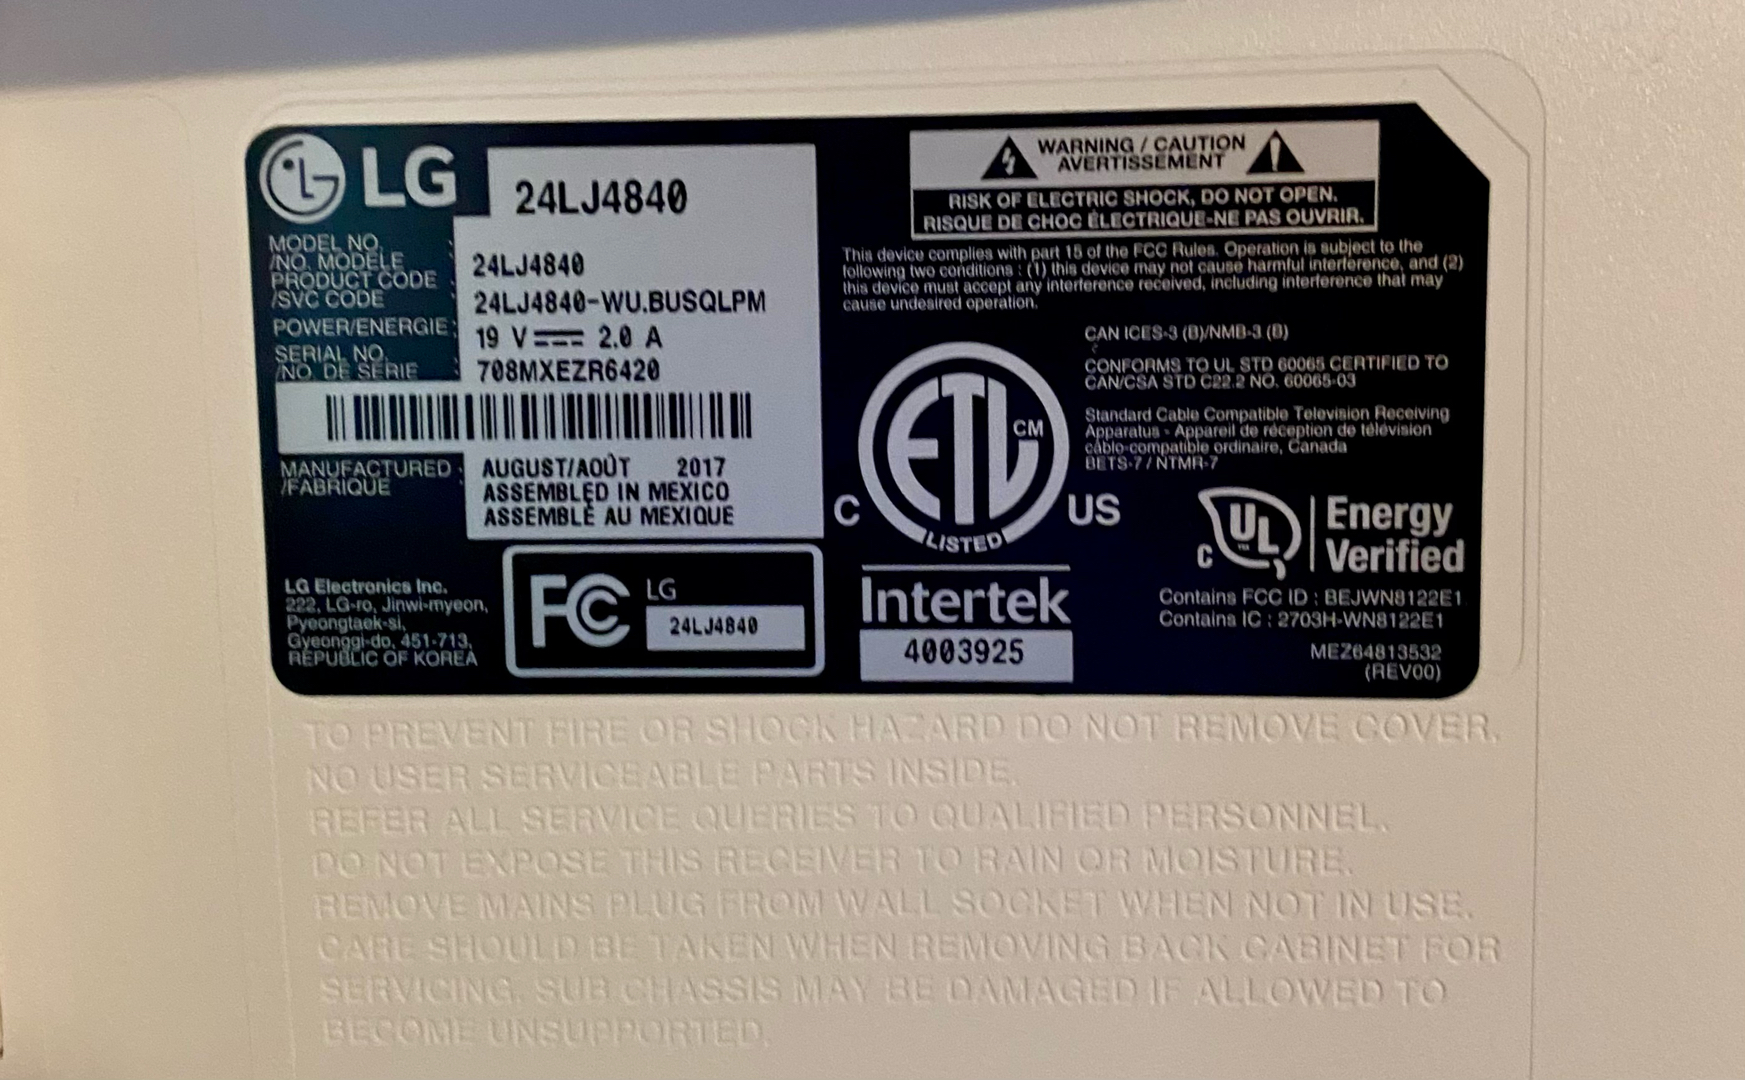 LG
24LJ4840
MODEL NO.
/NO. MODÈLE
: 24LJ4840
PRODUCT CODE
/SVC CODE
: 24LJ4840-WU.BUSQLPM
POWER/ENERGIE : 19 V 2.0 A
SERIAL NO.
/NO. DE SÉRIE
: 708MXEZR6420
MANUFACTURED
/FABRIQUÉ
: AUGUST/AOÛT 2017
ASSEMBLED IN MEXICO
ASSEMBLÉ AU MEXIQUE
LG Electronics Inc.
222, LG-ro, Jinwi-myeon,
Pyeongtaek-si,
Gyeonggi-do, 451-713,
REPUBLIC OF KOREA
FC LG
24LJ4840
WARNING / CAUTION
AVERTISSEMENT
RISK OF ELECTRIC SHOCK, DO NOT OPEN.
RISQUE DE CHOC ÉLECTRIQUE-NE PAS OUVRIR.
This device complies with part 15 of the FCC Rules. Operation is subject to the
following two conditions : (1) this device may not cause harmful interference, and (2)
this device must accept any interference received, including interference that may
cause undesired operation.
CAN ICES-3 (B)/NMB-3 (B)
CONFORMS TO UL STD 60065 CERTIFIED TO
CAN/CSA STD C22.2 NO. 60065-03
Standard Cable Compatible Television Receiving
Apparatus - Appareil de réception de télévision
câblo-compatible ordinaire, Canada
BETS-7 / NTMR-7
ETL CM
C LISTED US
Intertek
4003925
C UL Energy
Verified
Contains FCC ID : BEJWN8122E1
Contains IC : 2703H-WN8122E1
MEZ64813532
(REV00)
TO PREVENT FIRE OR SHOCK HAZARD DO NOT REMOVE COVER.
NO USER SERVICEABLE PARTS INSIDE.
REFER ALL SERVICE QUERIES TO QUALIFIED PERSONNEL.
DO NOT EXPOSE THIS RECEIVER TO RAIN OR MOISTURE.
REMOVE MAINS PLUG FROM WALL SOCKET WHEN NOT IN USE.
CARE SHOULD BE TAKEN WHEN REMOVING BACK CABINET FOR
SERVICING. SUB CHASSIS MAY BE DAMAGED IF ALLOWED TO
BECOME UNSUPPORTED.